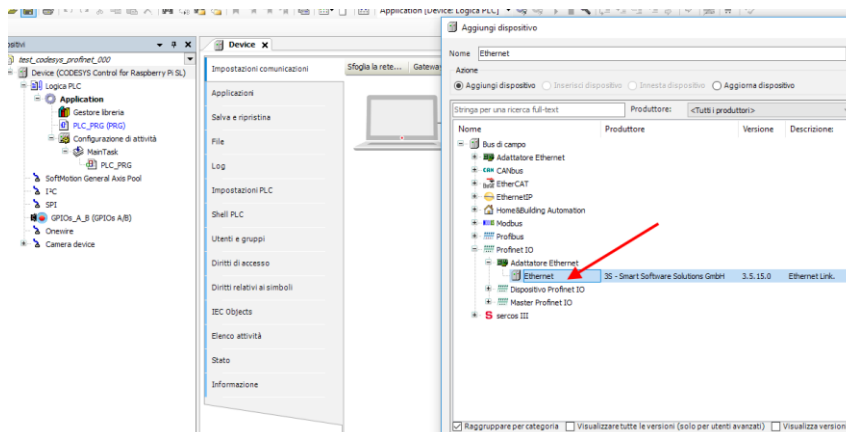 Application [Device: Logica PLC]
Aggiungi dispositivo
test_codesys_profinet_000
Device (CODESYS Control for Raspberry Pi SL)
Logica PLC
Application
Gestore libreria
PLC_PRG (PRG)
Configurazione di attività
MainTask
PLC_PRG
SoftMotion General Axis Pool
I²C
SPI
GPIOs_A_B (GPIOs A/B)
Onewire
Camera device
Device
Impostazioni comunicazioni
Applicazioni
Salva e ripristina
File
Log
Impostazioni PLC
Shell PLC
Utenti e gruppi
Diritti di accesso
Diritti relativi ai simboli
IEC Objects
Elenco attività
Stato
Informazione
Sfoglia la rete...
Nome Ethernet
Azione
Aggiungi dispositivo Inserisci dispositivo Innesta dispositivo Aggiorna dispositivo
Stringa per una ricerca full-text Produttore: <Tutti i produttori>
Nome Produttore Versione Descrizione:
Bus di campo
Adattatore Ethernet
CAN CANbus
EtherCAT
EthernetIP
Home&Building Automation
Modbus
Profibus
Profinet IO
Adattatore Ethernet
Ethernet 3S - Smart Software Solutions GmbH 3.5.15.0 Ethernet Link.
Dispositivo Profinet IO
Master Profinet IO
sercos III
Raggruppare per categoria Visualizzare tutte le versioni (solo per utenti avanzati) Visualizza version